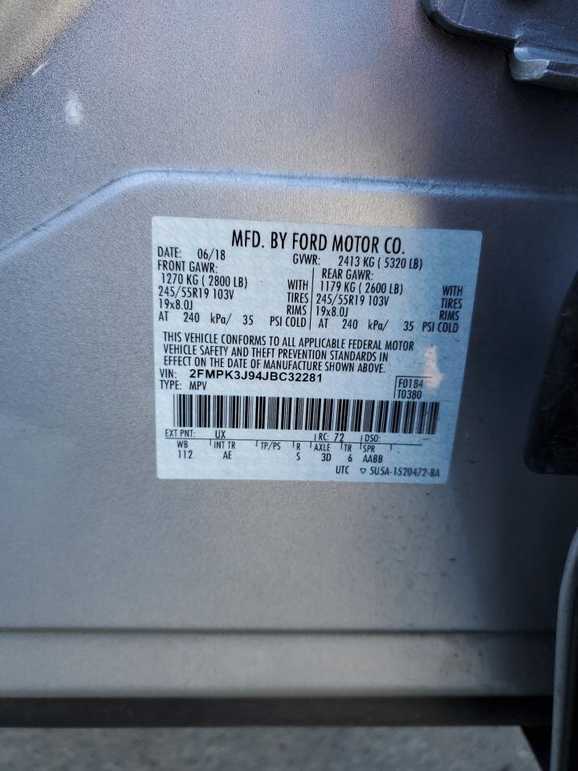 MFD. BY FORD MOTOR CO.
DATE: 06/18 GVWR: 2413 KG ( 5320 LB)
FRONT GAWR: REAR GAWR:
1270 KG ( 2800 LB) WITH 1179 KG ( 2600 LB) WITH
245/55R19 103V TIRES 245/55R19 103V TIRES
19x8.0J RIMS 19x8.0J RIMS
AT 240 kPa/ 35 PSI COLD AT 240 kPa/ 35 PSI COLD
THIS VEHICLE CONFORMS TO ALL APPLICABLE FEDERAL MOTOR
VEHICLE SAFETY AND THEFT PREVENTION STANDARDS IN
EFFECT ON THE DATE OF MANUFACTURE SHOWN ABOVE.
VIN: 2FMPK3J94JBC32281 F0184
TYPE: MPV T0380
EXT PNT: UX RC: 72 DSO:
WB INT TR TP/PS R AXLE TR SPR
112 AE 5 3D 6 AABB
UTC 5U5A-1520472-BA